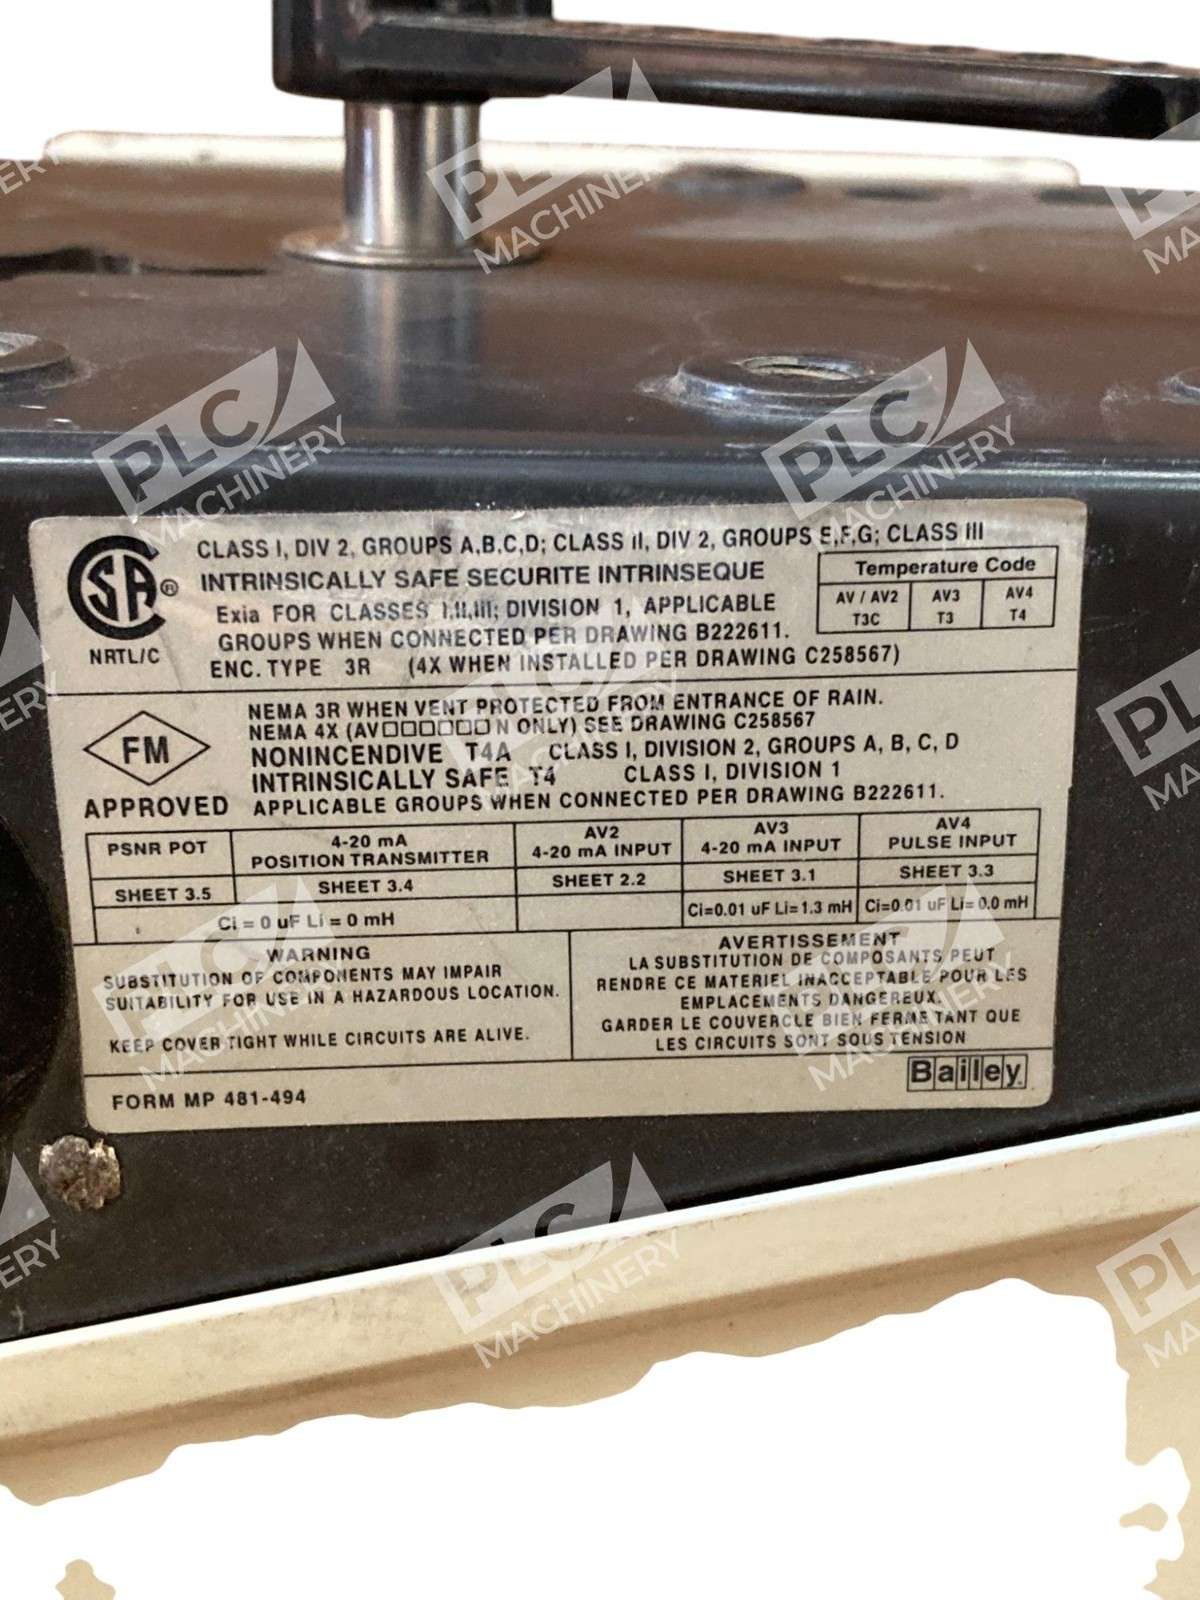 CLASS I, DIV 2, GROUPS A,B,C,D; CLASS II, DIV 2, GROUPS E,F,G; CLASS III
INTRINSICALLY SAFE SECURITE INTRINSEQUE
Exia FOR CLASSES I,II,III; DIVISION 1, APPLICABLE
GROUPS WHEN CONNECTED PER DRAWING B222611.
ENC. TYPE 3R (4X WHEN INSTALLED PER DRAWING C258567)
SA ®
NRTL/C
Temperature Code
AV / AV2 AV3 AV4
T3C T3 T4
FM
APPROVED
NEMA 3R WHEN VENT PROTECTED FROM ENTRANCE OF RAIN.
NEMA 4X (AV□□□□□□N ONLY) SEE DRAWING C258567
NONINCENDIVE T4A CLASS I, DIVISION 2, GROUPS A, B, C, D
INTRINSICALLY SAFE T4 CLASS I, DIVISION 1
APPLICABLE GROUPS WHEN CONNECTED PER DRAWING B222611.
PSNR POT
4-20 mA
POSITION TRANSMITTER
AV2
4-20 mA INPUT
AV3
4-20 mA INPUT
AV4
PULSE INPUT
SHEET 3.5 SHEET 3.4 SHEET 2.2 SHEET 3.1 SHEET 3.3
Ci = 0 uF Li = 0 mH Ci=0.01 uF Li=1.3 mH Ci=0.01 uF Li= 0.0 mH
WARNING
SUBSTITUTION OF COMPONENTS MAY IMPAIR
SUITABILITY FOR USE IN A HAZARDOUS LOCATION.
KEEP COVER TIGHT WHILE CIRCUITS ARE ALIVE.
AVERTISSEMENT
LA SUBSTITUTION DE COMPOSANTS PEUT
RENDRE CE MATERIEL INACCEPTABLE POUR LES
EMPLACEMENTS DANGEREUX.
GARDER LE COUVERCLE BIEN FERME TANT QUE
LES CIRCUITS SONT SOUS TENSION
FORM MP 481-494
Bailey
PLC
MACHINERY